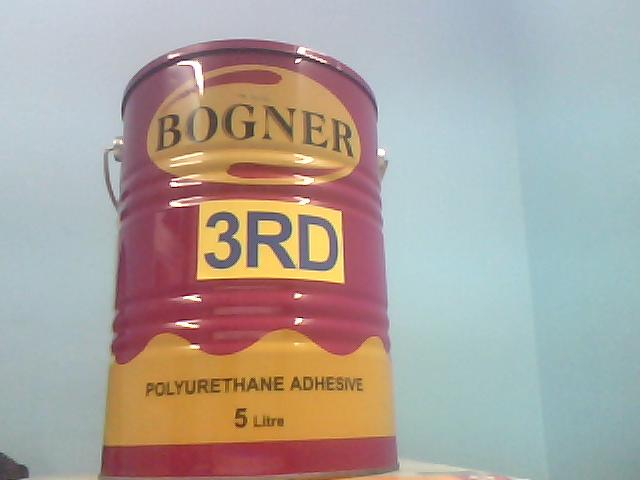 BOGNER
3RD
POLYURETHANE ADHESIVE
5 Litre